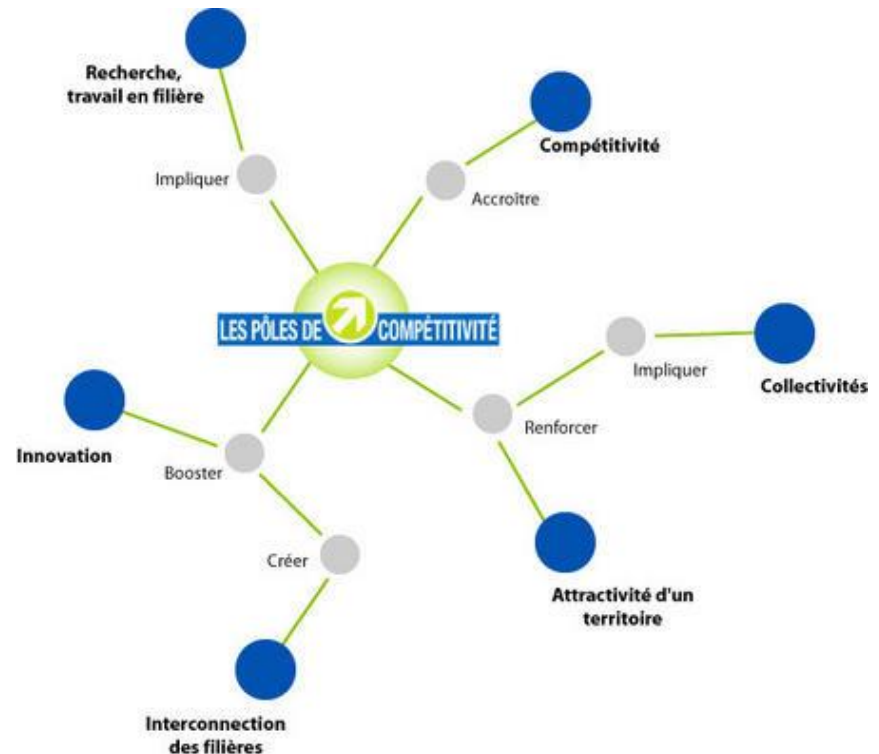 Recherche,
travail en filière
Compétitivité
Impliquer
Accroître
LES PÔLES DE COMPÉTITIVITÉ
Impliquer
Collectivités
Renforcer
Innovation
Booster
Créer
Attractivité d'un
territoire
Interconnection
des filières